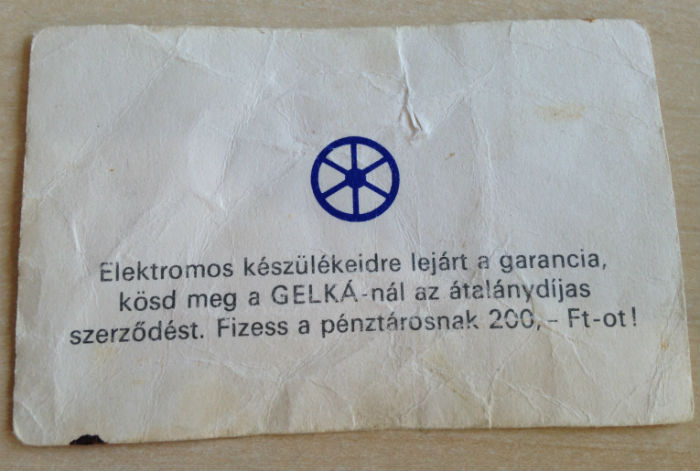 Elektromos készülékeidre lejárt a garancia,
kösd meg a GELKÁ-nál az átalánydíjas
szerződést. Fizess a pénztárosnak 200,– Ft-ot!